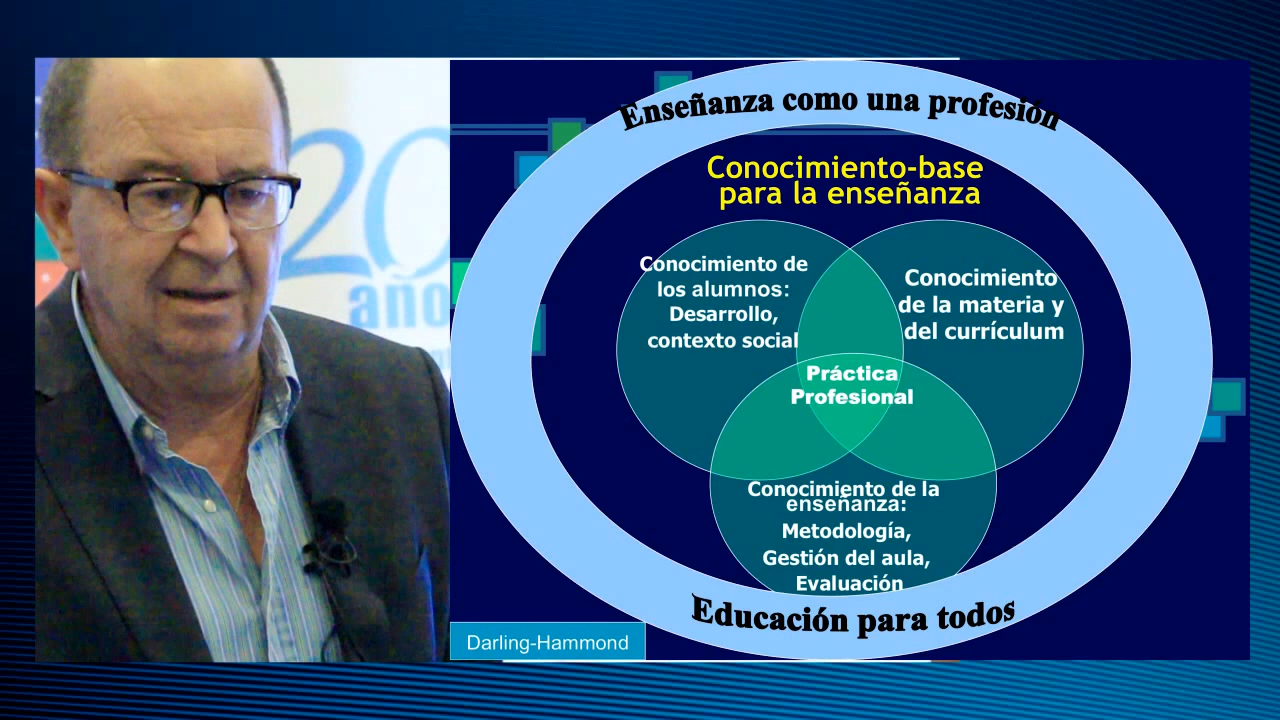 20
años
Enseñanza como una profesión
Conocimiento-base
para la enseñanza
Conocimiento de
los alumnos:
Desarrollo,
contexto social
Conocimiento
de la materia y
del currículum
Práctica
Profesional
Conocimiento de la
enseñanza:
Metodología,
Gestión del aula,
Evaluación
Educación para todos
Darling-Hammond